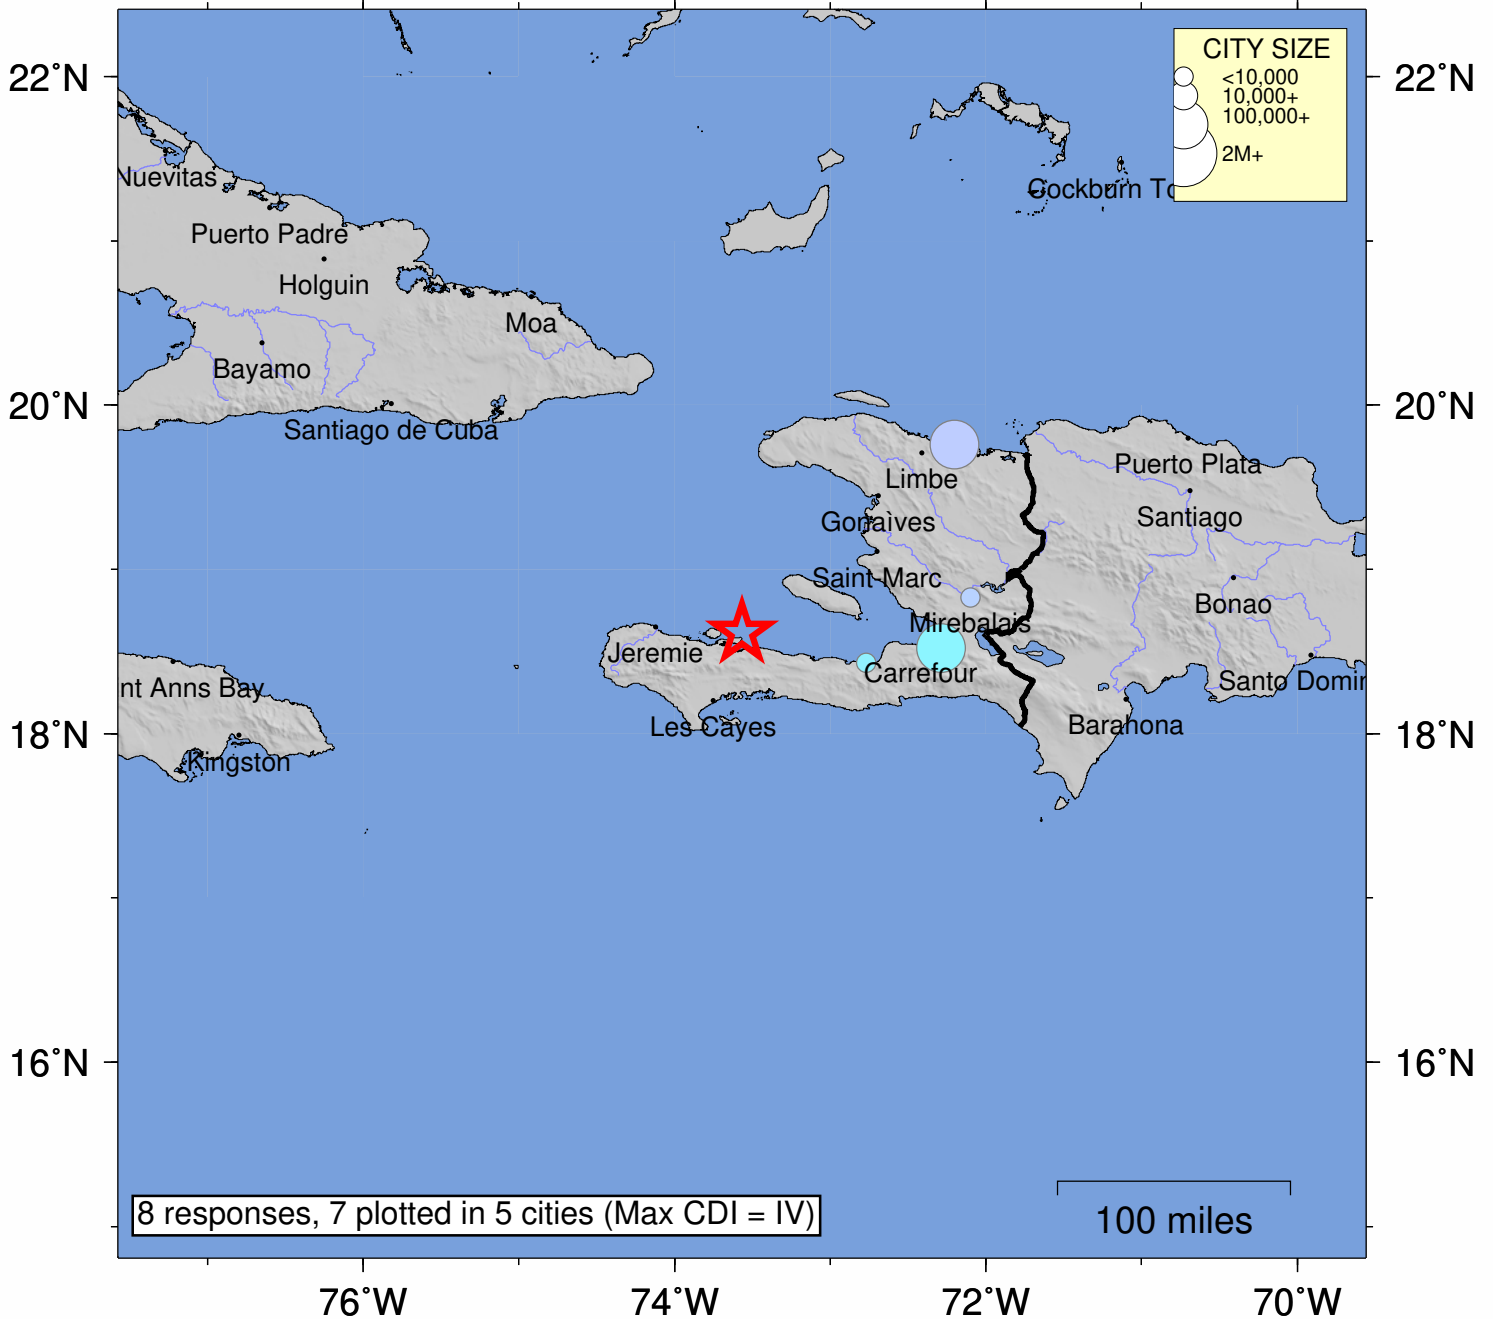 22°N
22°N
CITY SIZE
<10,000
10,000+
100,000+
2M+
Nuevitas
Cockburn To
Puerto Padre
Holguin
Moa
Bayamo
20°N
20°N
Santiago de Cuba
Puerto Plata
Limbe
Santiago
Gonaìves
Saint-Marc
Bonao
Mirebalais
Jeremie
Carrefour
nt Anns Bay
Santo Domin
Les Cayes
Barahona
18°N
18°N
Kingston
16°N
16°N
8 responses, 7 plotted in 5 cities (Max CDI = IV)
100 miles
76°W
74°W
72°W
70°W